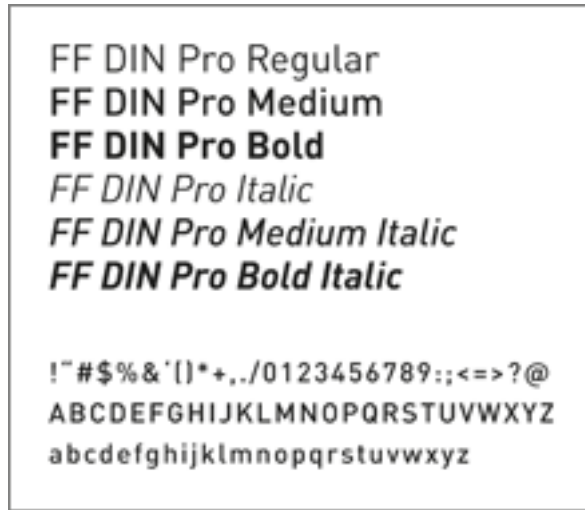 FF DIN Pro Regular
FF DIN Pro Medium
FF DIN Pro Bold
FF DIN Pro Italic
FF DIN Pro Medium Italic
FF DIN Pro Bold Italic
!"#$%&'()*+,./0123456789:;<=>?@
ABCDEFGHIJKLMNOPQRSTUVWXYZ
abcdefghijklmnopqrstuvwxyz